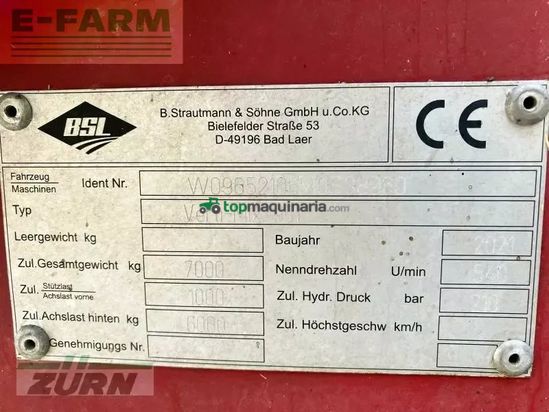 E-FARM
BSL
B.Strautmann & Söhne GmbH u.Co.KG
Bielefelder Straße 53
D-49196 Bad Laer
CE
Fahrzeug
Maschinen
Ident Nr.
Typ
topmaquinaria.com
Leergewicht kg
Baujahr
Zul.Gesamtgewicht kg 7000
Nenndrehzahl U/min 540
Zul. Stützlast
Achslast vorne 1000
Zul. Hydr. Druck bar
Zul.Achslast hinten kg 6000
Zul. Höchstgeschw km/h
Genehmigungs Nr.
ZÜRN